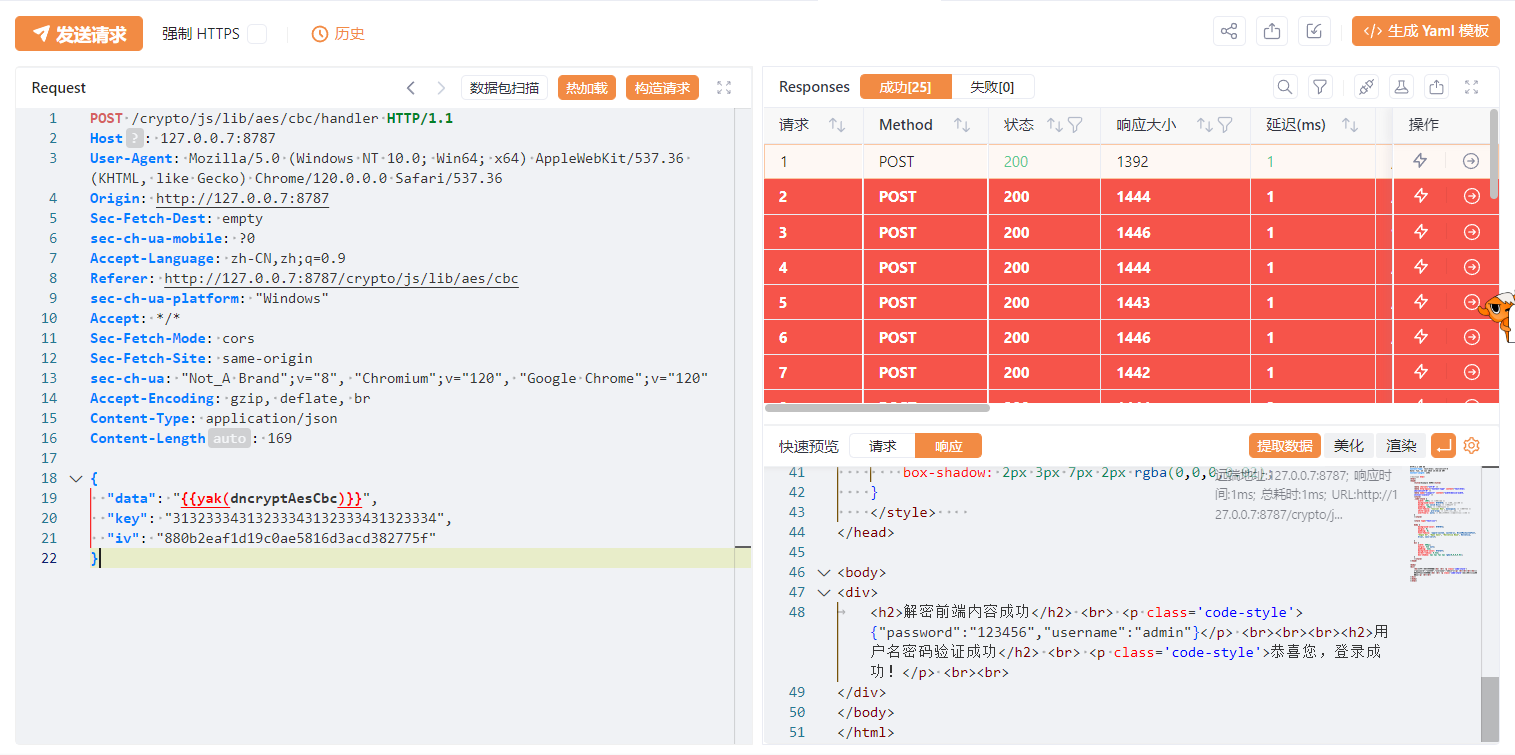 发送请求 强制 HTTPS 历史 </> 生成 Yaml 模板
Request 数据包扫描 热加载 构造请求
1 POST /crypto/js/lib/aes/cbc/handler HTTP/1.1
2 Host ? : 127.0.0.7:8787
3 User-Agent: Mozilla/5.0 (Windows NT 10.0; Win64; x64) AppleWebKit/537.36
(KHTML, like Gecko) Chrome/120.0.0.0 Safari/537.36
4 Origin: http://127.0.0.7:8787
5 Sec-Fetch-Dest: empty
6 sec-ch-ua-mobile: ?0
7 Accept-Language: zh-CN,zh;q=0.9
8 Referer: http://127.0.0.7:8787/crypto/js/lib/aes/cbc
9 sec-ch-ua-platform: "Windows"
10 Accept: */*
11 Sec-Fetch-Mode: cors
12 Sec-Fetch-Site: same-origin
13 sec-ch-ua: "Not_A Brand";v="8", "Chromium";v="120", "Google Chrome";v="120"
14 Accept-Encoding: gzip, deflate, br
15 Content-Type: application/json
16 Content-Length auto : 169
17
18 {
19 "data": "{{yak(dncryptAesCbc)}}",
20 "key": "31323334313233343132333431323334",
21 "iv": "880b2eaf1d19c0ae5816d3acd382775f"
22 }
Responses 成功[25] 失败[0]
请求 Method 状态 响应大小 延迟(ms) 操作
1 POST 200 1392 1
2 POST 200 1444 1
3 POST 200 1446 1
4 POST 200 1444 1
5 POST 200 1443 1
6 POST 200 1446 1
7 POST 200 1442 1
快速预览 请求 响应 提取数据 美化 渲染
41 box-shadow: 2px 3px 7px 2px rgba(0,0,0,
42 }
43 </style>
44 </head>
45
46 <body>
47 <div>
48 <h2>解密前端内容成功</h2> <br> <p class='code-style'>
{"password":"123456","username":"admin"}</p> <br><br><br><h2>用
户名密码验证成功</h2> <br> <p class='code-style'>恭喜您，登录成
功！</p> <br><br>
49 </div>
50 </body>
51 </html>
远端地址:127.0.0.7:8787; 响应时
间:1ms; 总耗时:1ms; URL:http://1
27.0.0.7:8787/crypto/j...